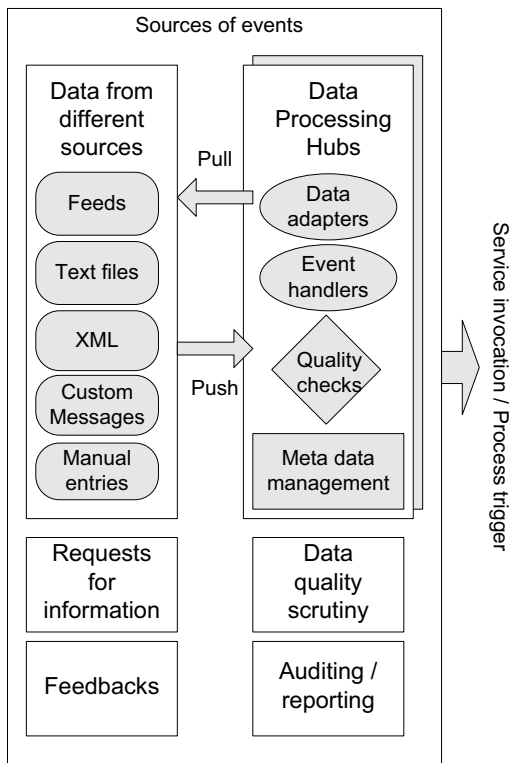 Sources of events
Data from
different
sources
Feeds
Text files
XML
Custom
Messages
Manual
entries
Pull
Push
Data
Processing
Hubs
Data
adapters
Event
handlers
Quality
checks
Meta data
management
Requests
for
information
Data
quality
scrutiny
Feedbacks
Auditing /
reporting
Service invocation / Process trigger